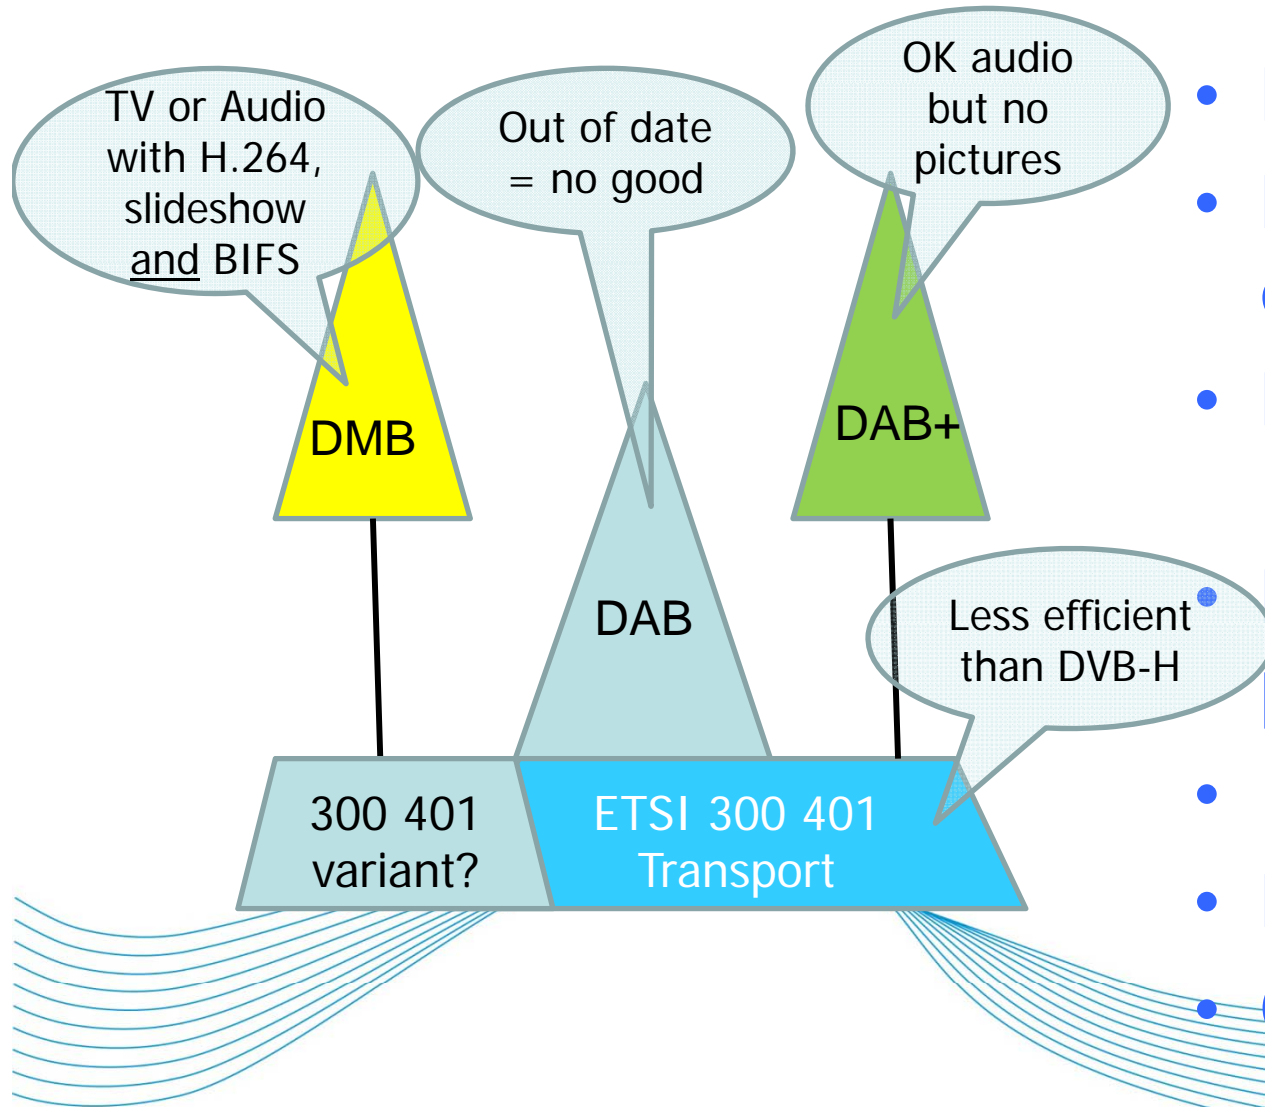 TV or Audio
with H.264,
slideshow
and BIFS
Out of date
= no good
OK audio
but no
pictures
DMB
DAB+
DAB
Less efficient
than DVB-H
300 401
variant?
ETSI 300 401
Transport